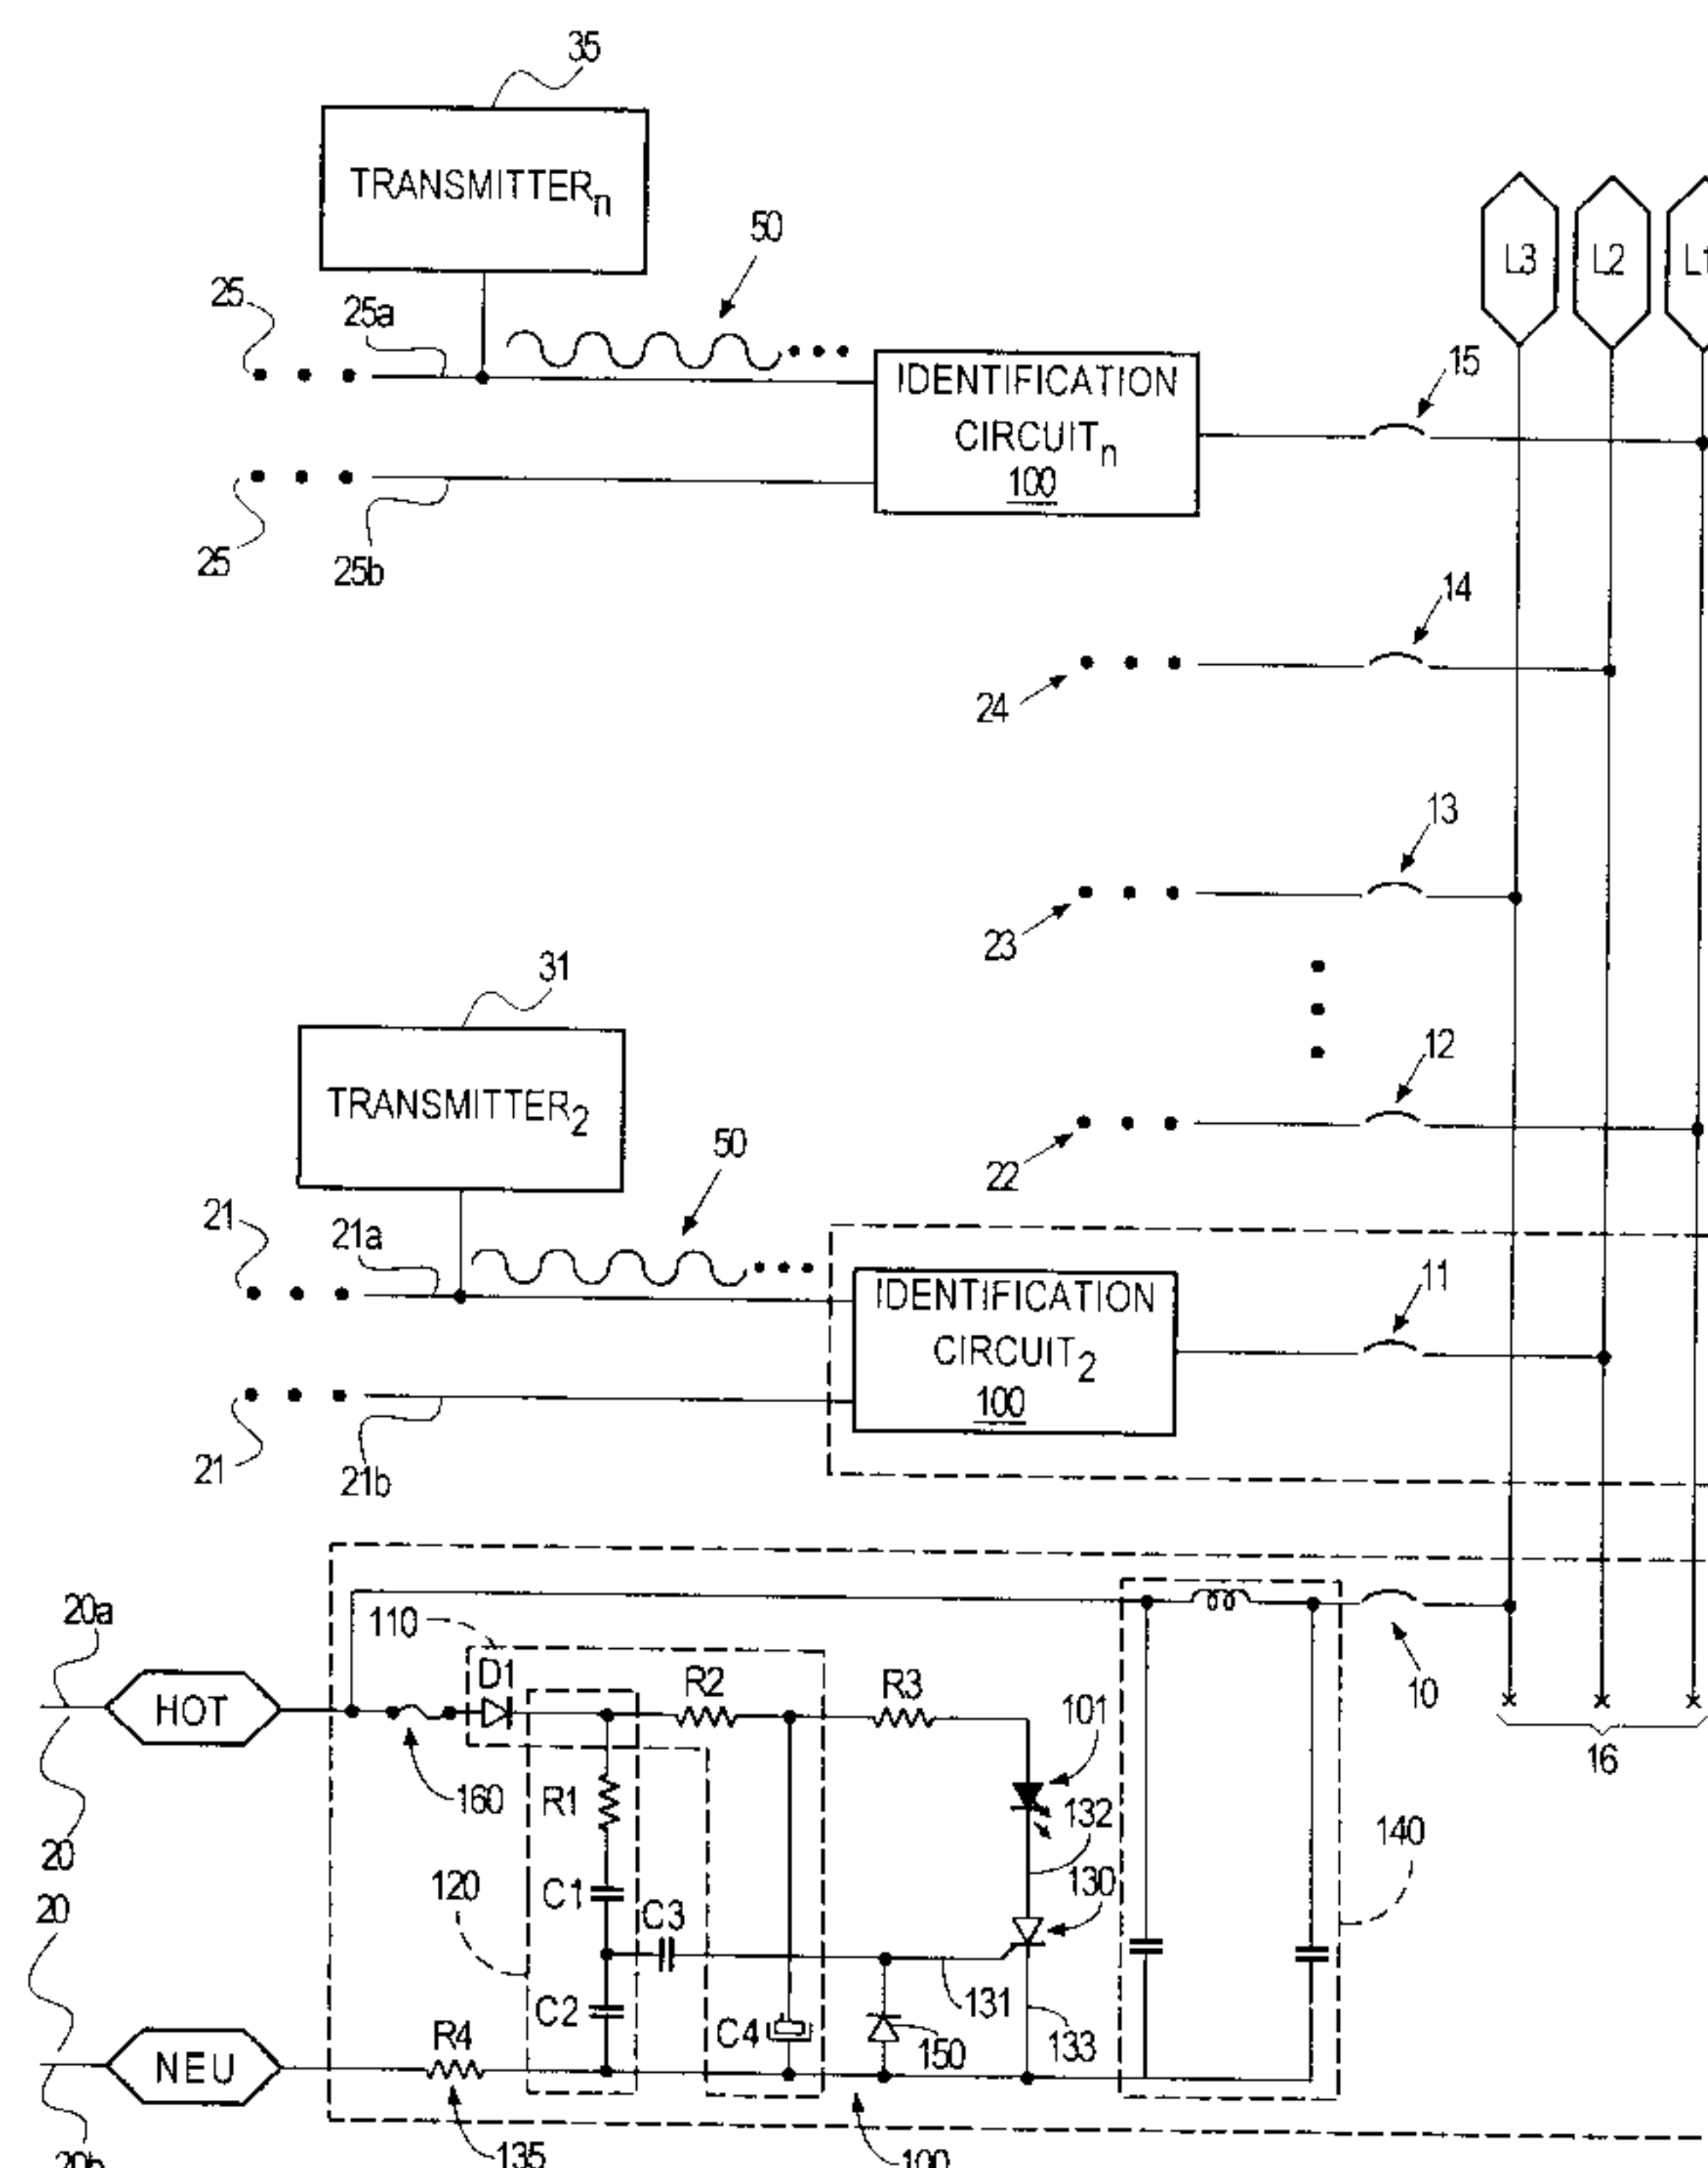 35
TRANSMITTERn
50
25
25a
L3
L2
L1
IDENTIFICATION
CIRCUITn
100
15
25
25b
14
24
13
23
31
12
TRANSMITTER2
22
50
21
21a
IDENTIFICATION
CIRCUIT2
100
11
21
21b
20a
110
HOT
D1
R2
R3
101
10
16
160
R1
132
20
140
120
C1
C3
130
20
C2
C4
150
131
133
R4
NEU
135
100
20b